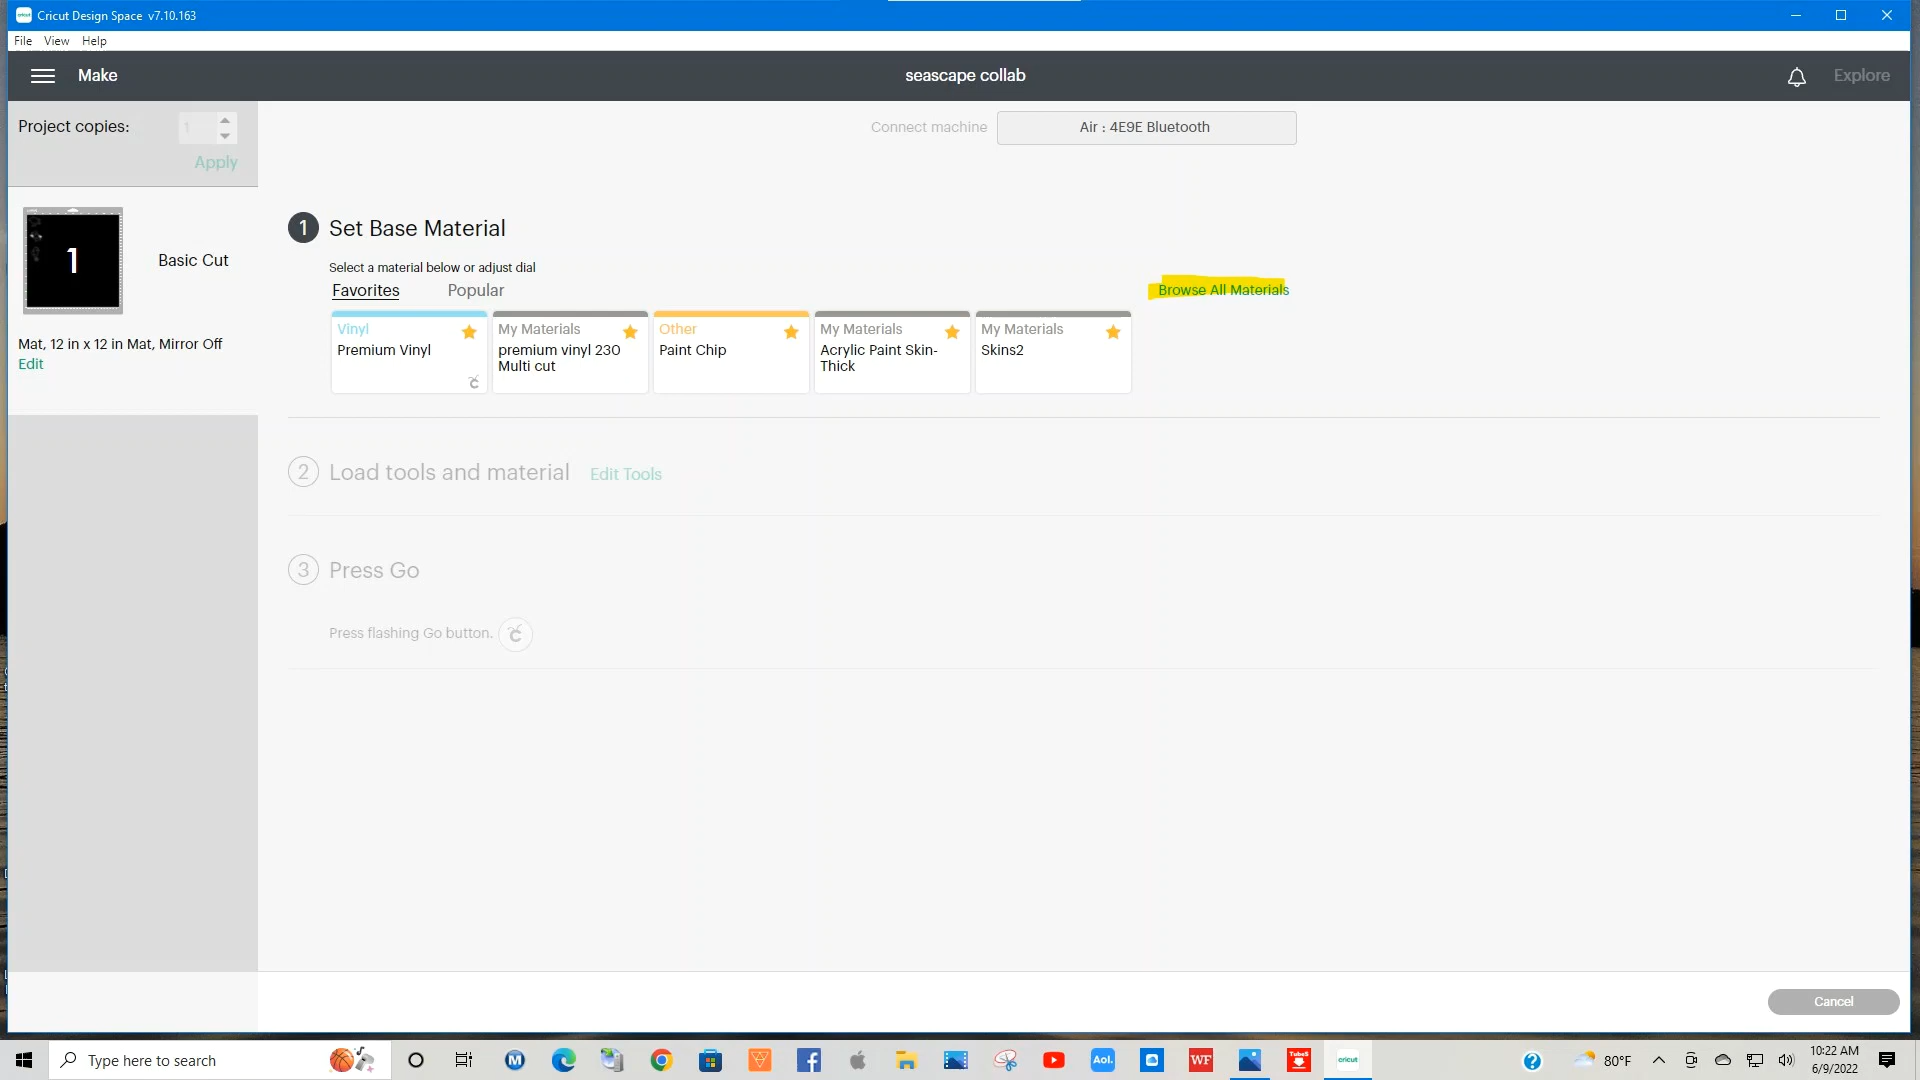 Cricut Design Space v7.10.163
File View Help
Make
seascape collab
Explore
Project copies:
1
Apply
Connect machine
Air : 4E9E Bluetooth
1
Basic Cut
Mat, 12 in x 12 in Mat, Mirror Off
Edit
1 Set Base Material
Select a material below or adjust dial
Favorites Popular
Browse All Materials
Vinyl
Premium Vinyl
My Materials
premium vinyl 230
Multi cut
Other
Paint Chip
My Materials
Acrylic Paint Skin-
Thick
My Materials
Skins2
2 Load tools and material Edit Tools
3 Press Go
Press flashing Go button.
Cancel
Type here to search
Aol.
WF
TubeS
cricut
80°F
10:22 AM
6/9/2022